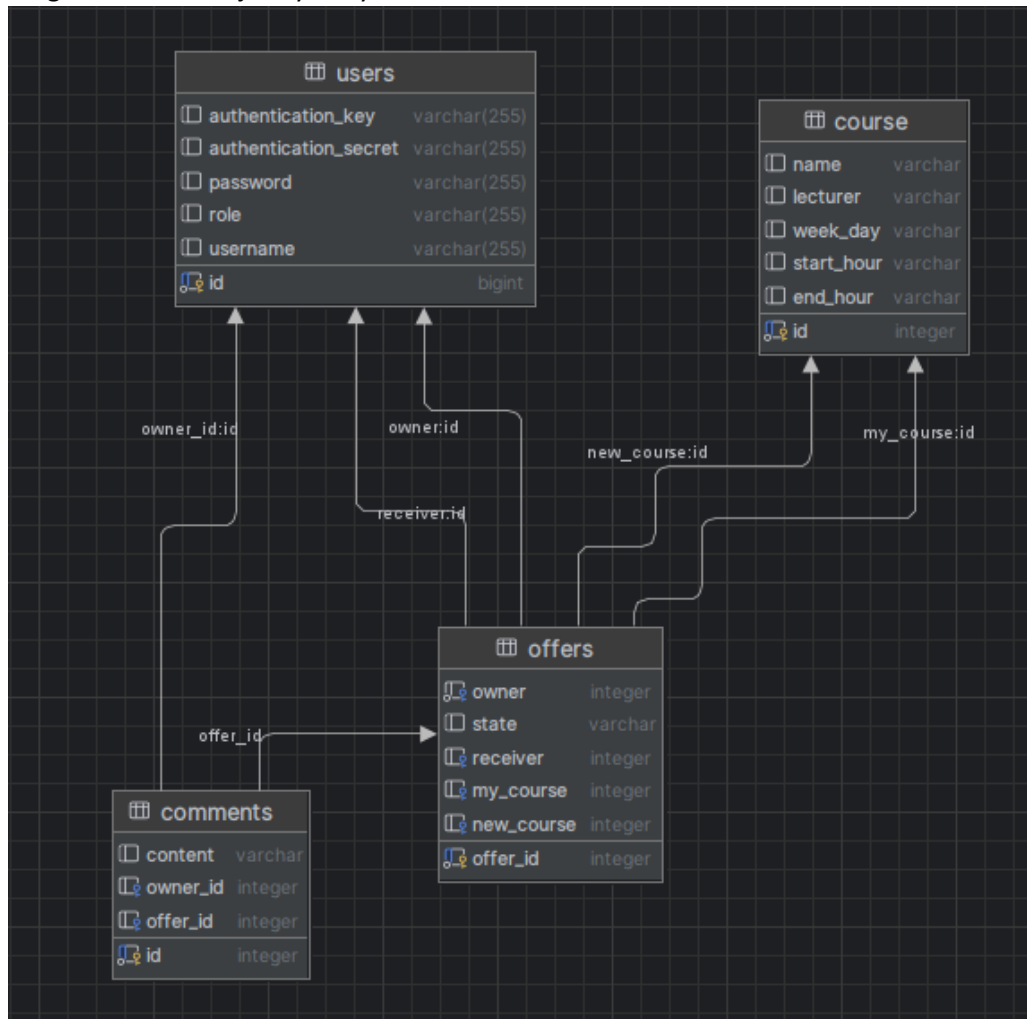 users
authentication_key varchar(255)
authentication_secret varchar(255)
password varchar(255)
role varchar(255)
username varchar(255)
id bigint
course
name varchar
lecturer varchar
week_day varchar
start_hour varchar
end_hour varchar
id integer
owner_id:id
owner:id
my_course:id
new_course:id
receiver:id
offers
owner integer
state varchar
receiver integer
my_course integer
new_course integer
offer_id integer
offer_id
comments
content varchar
owner_id integer
offer_id integer
id integer